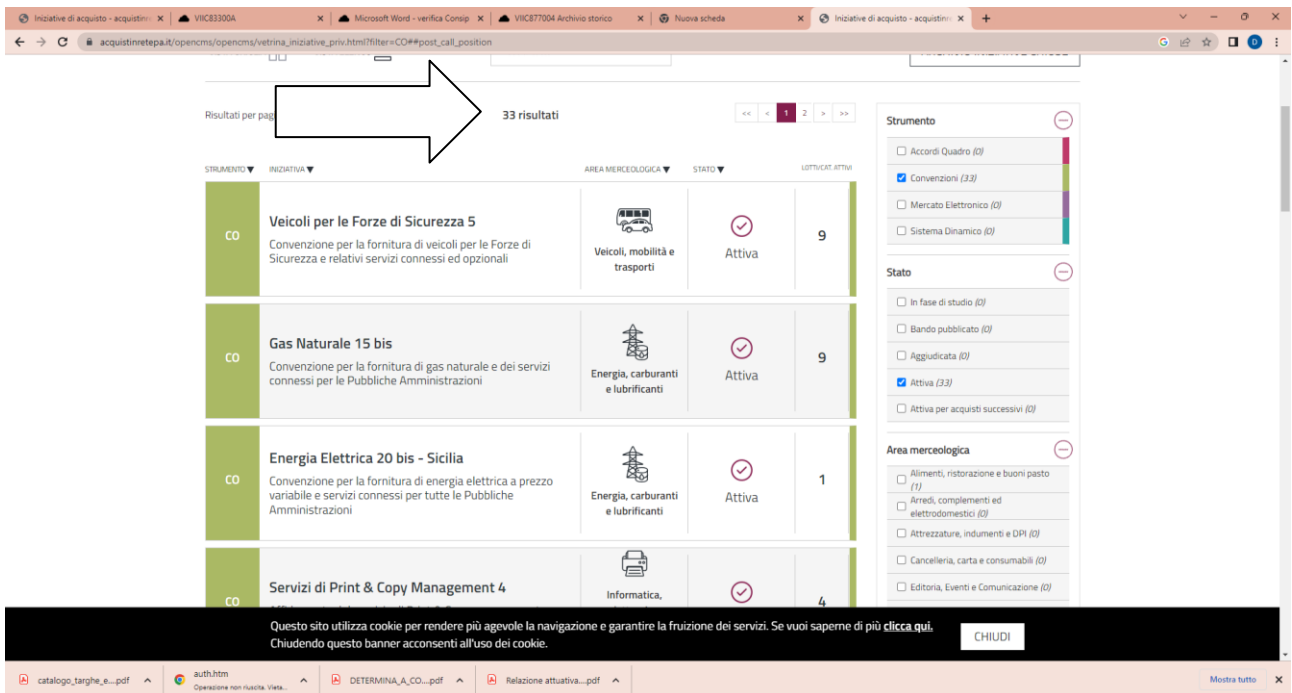 Iniziative di acquisto - acquistinre
VIIC83300A
Microsoft Word - verifica Consip
VIIC877004 Archivio storico
Nuova scheda
Iniziative di acquisto - acquistinre
acquistinretepa.it/opencms/opencms/vetrina_iniziative_priv.html?filter=CO##post_call_position
Risultati per pag
33 risultati
<< < 1 2 > >>
STRUMENTO▼ INIZIATIVA▼ AREA MERCEOLOGICA▼ STATO▼ LOTTI/CAT. ATTIVI
CO
Veicoli per le Forze di Sicurezza 5
Convenzione per la fornitura di veicoli per le Forze di
Sicurezza e relativi servizi connessi ed opzionali
Veicoli, mobilità e
trasporti
Attiva
9
CO
Gas Naturale 15 bis
Convenzione per la fornitura di gas naturale e dei servizi
connessi per le Pubbliche Amministrazioni
Energia, carburanti
e lubrificanti
Attiva
9
CO
Energia Elettrica 20 bis - Sicilia
Convenzione per la fornitura di energia elettrica a prezzo
variabile e servizi connessi per tutte le Pubbliche
Amministrazioni
Energia, carburanti
e lubrificanti
Attiva
1
CO
Servizi di Print & Copy Management 4
Informatica,
4
Strumento
Accordi Quadro (0)
Convenzioni (33)
Mercato Elettronico (0)
Sistema Dinamico (0)
Stato
In fase di studio (0)
Bando pubblicato (0)
Aggiudicata (0)
Attiva (33)
Attiva per acquisti successivi (0)
Area merceologica
Alimenti, ristorazione e buoni pasto
(1)
Arredi, complementi ed
elettrodomestici (0)
Attrezzature, indumenti e DPI (0)
Cancelleria, carta e consumabili (0)
Editoria, Eventi e Comunicazione (0)
Questo sito utilizza cookie per rendere più agevole la navigazione e garantire la fruizione dei servizi. Se vuoi saperne di più clicca qui.
Chiudendo questo banner acconsenti all'uso dei cookie.
CHIUDI
catalogo_targhe_e....pdf
auth.htm
Operazione non riuscita. Vieta...
DETERMINA_A_CO....pdf
Relazione attuativa....pdf
Mostra tutto